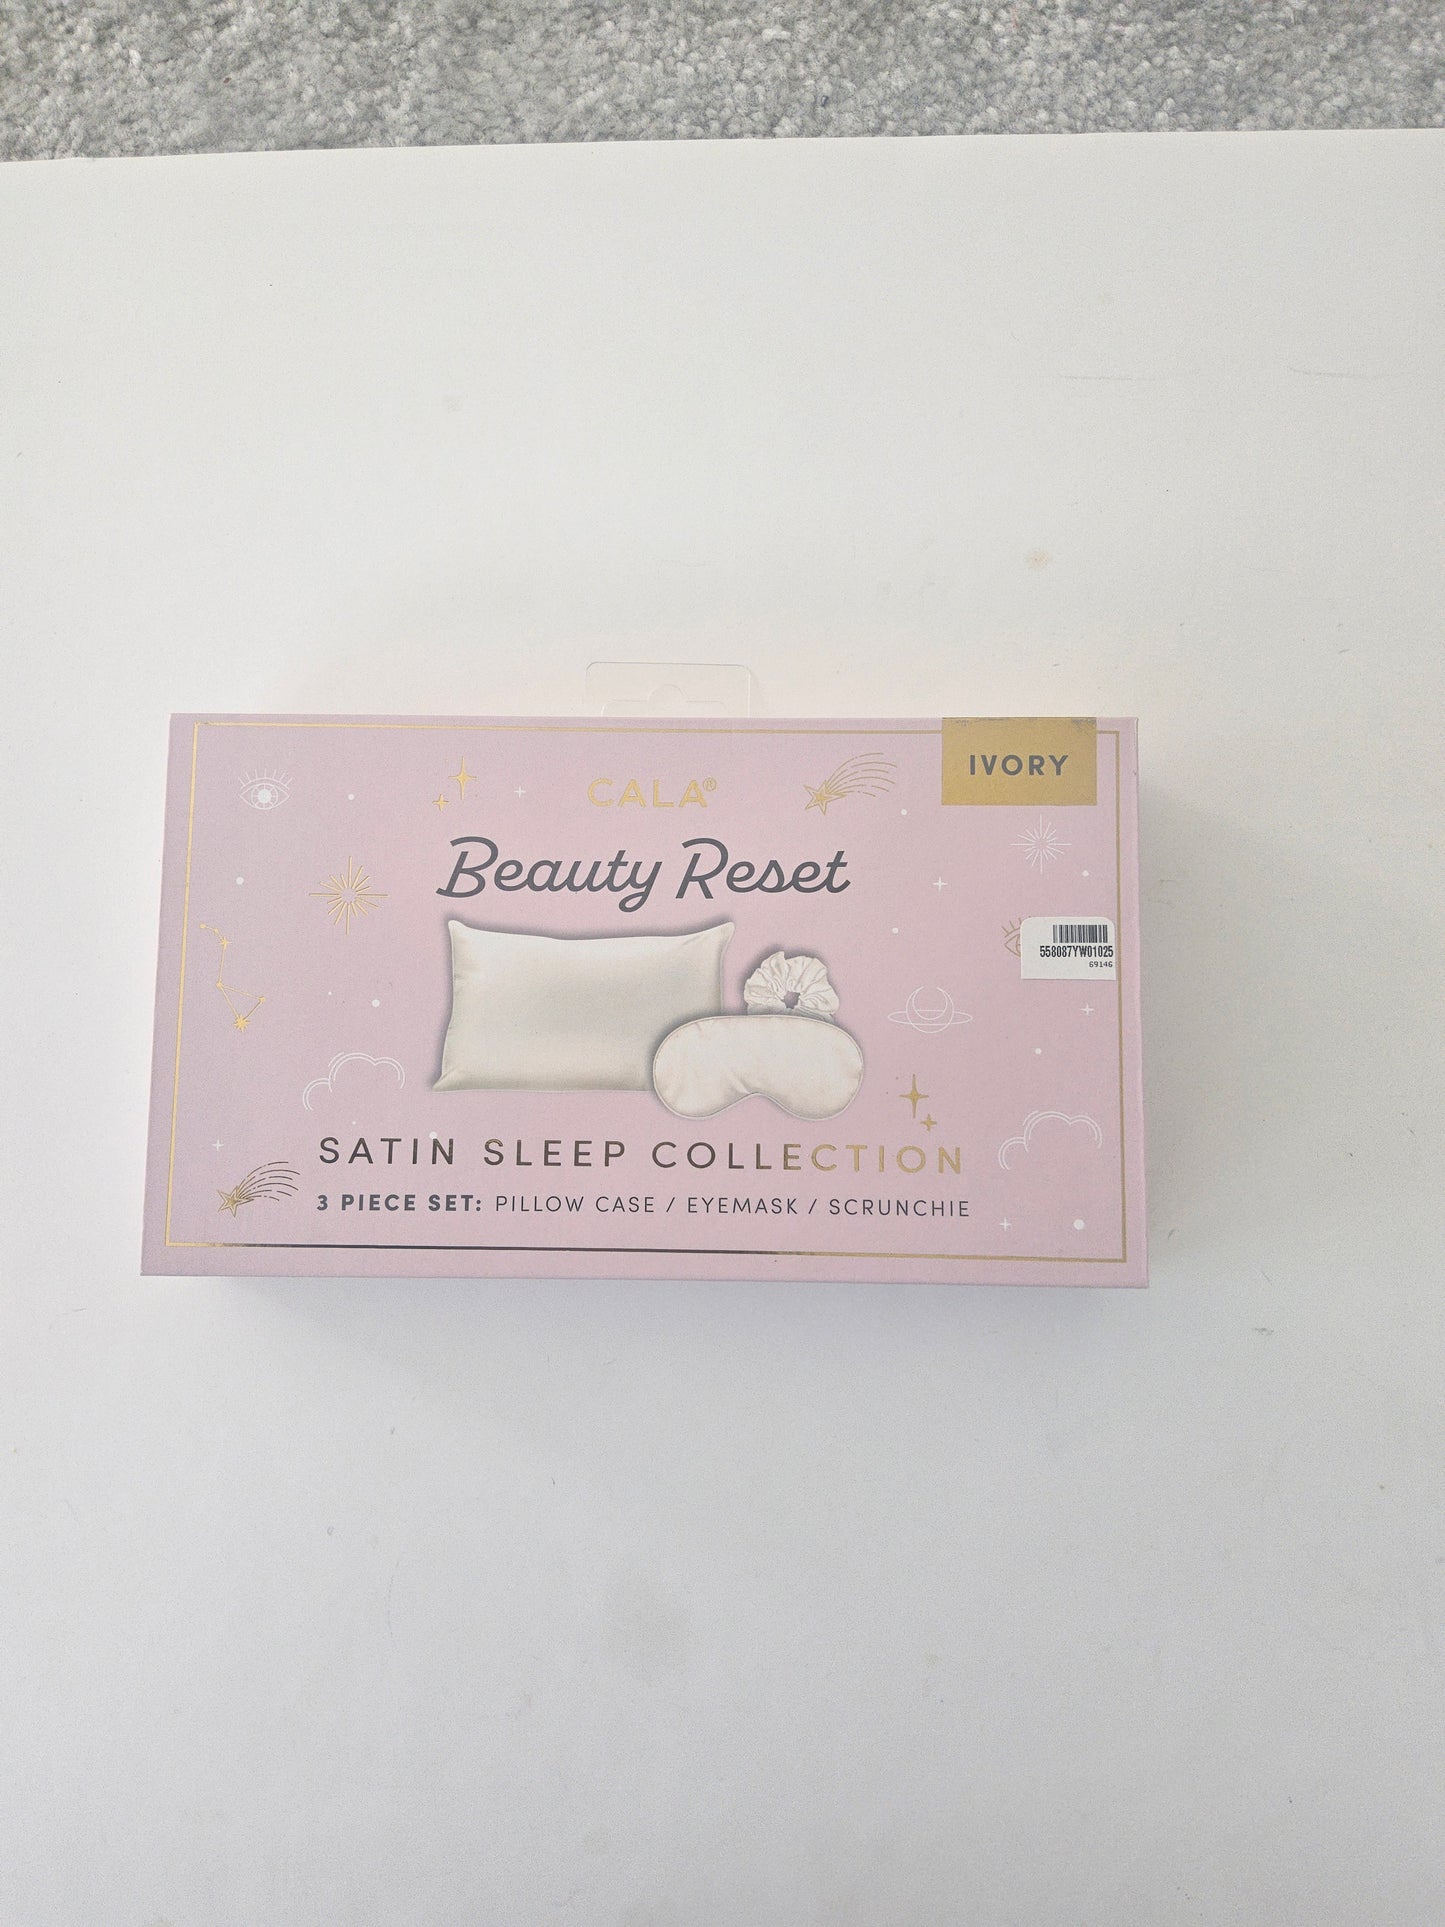 IVORY
CALA®
Beauty Reset
558087YW01025
69146
SATIN SLEEP COLLECTION
3 PIECE SET: PILLOW CASE / EYEMASK / SCRUNCHIE